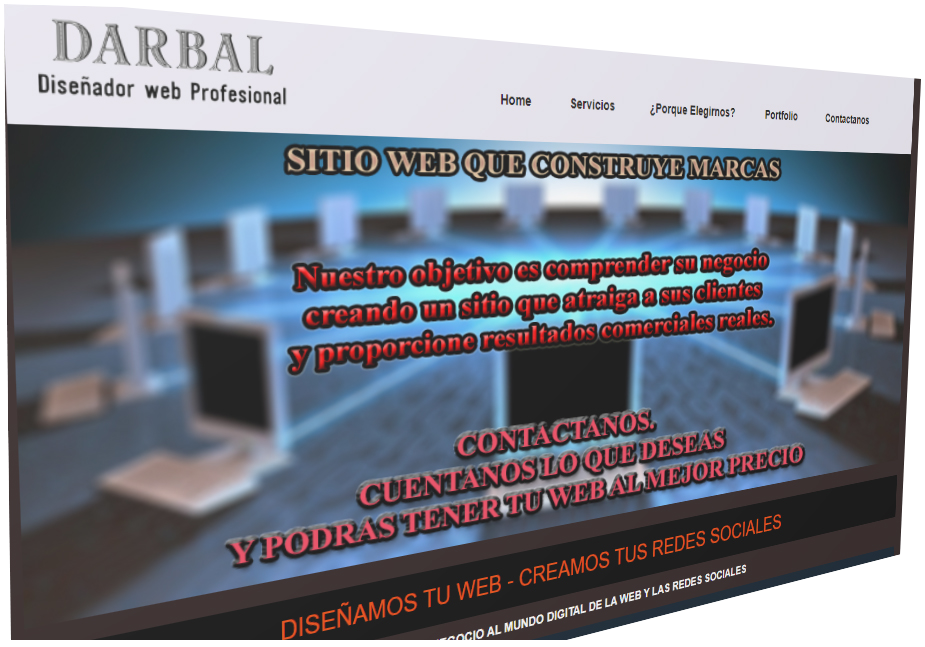 DARBAL
Diseñador web Profesional
Home Servicios ¿Porque Elegirnos? Portfolio Contactanos
SITIO WEB QUE CONSTRUYE MARCAS
Nuestro objetivo es comprender su negocio
creando un sitio que atraiga a sus clientes
y proporcione resultados comerciales reales.
CONTÁCTANOS.
CUENTANOS LO QUE DESEAS
Y PODRAS TENER TU WEB AL MEJOR PRECIO
DISEÑAMOS TU WEB - CREAMOS TUS REDES SOCIALES
AL MUNDO DIGITAL DE LA WEB Y LAS REDES SOCIALES